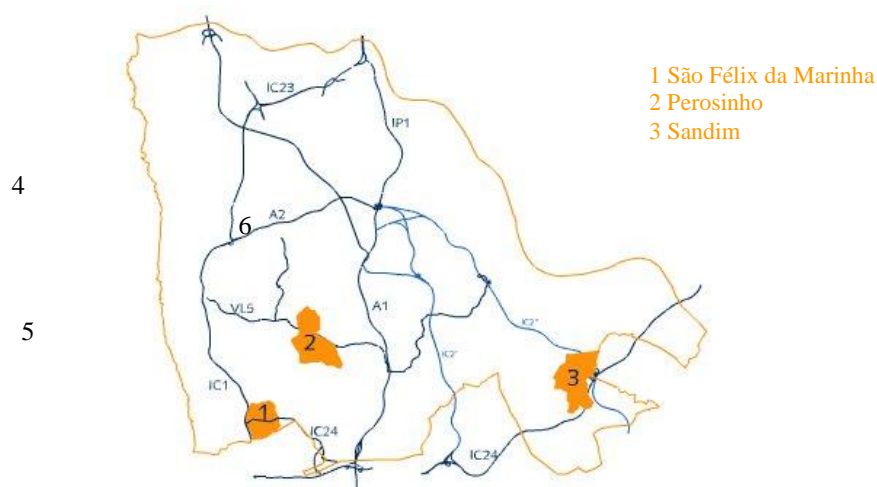 IC23
IP1
A2
6
VL5
A1
2
IC2"
IC2"
3
IC1
1
IC24
IC24
4
5
1 São Félix da Marinha
2 Perosinho
3 Sandim